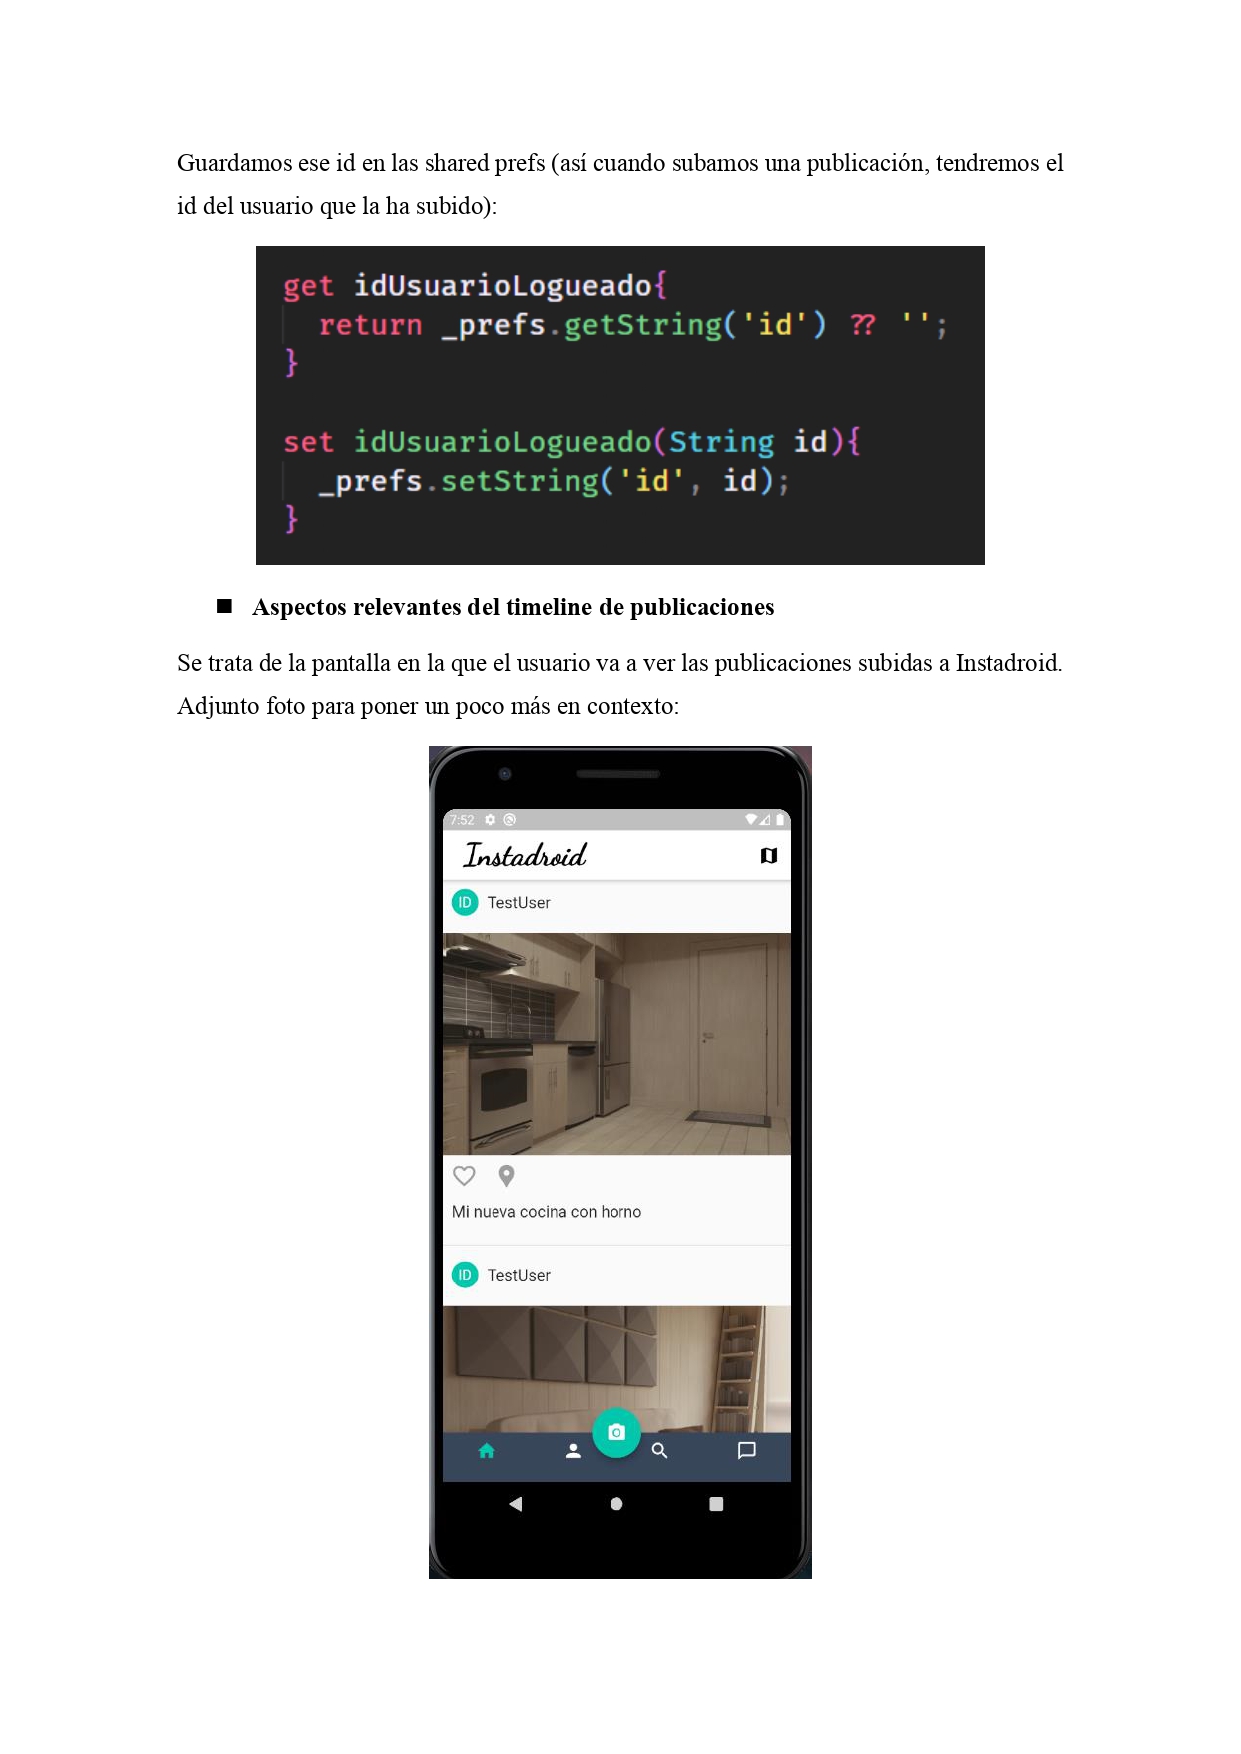 Guardamos ese id en las shared prefs (así cuando subamos una publicación, tendremos el
id del usuario que la ha subido):
get idUsuarioLogueado{
return _prefs.getString('id') ?? '';
}
set idUsuarioLogueado(String id){
_prefs.setString('id', id);
}
Aspectos relevantes del timeline de publicaciones
Se trata de la pantalla en la que el usuario va a ver las publicaciones subidas a Instadroid.
Adjunto foto para poner un poco más en contexto:
7:52
Instadroid
ID TestUser
Mi nueva cocina con horno
ID TestUser